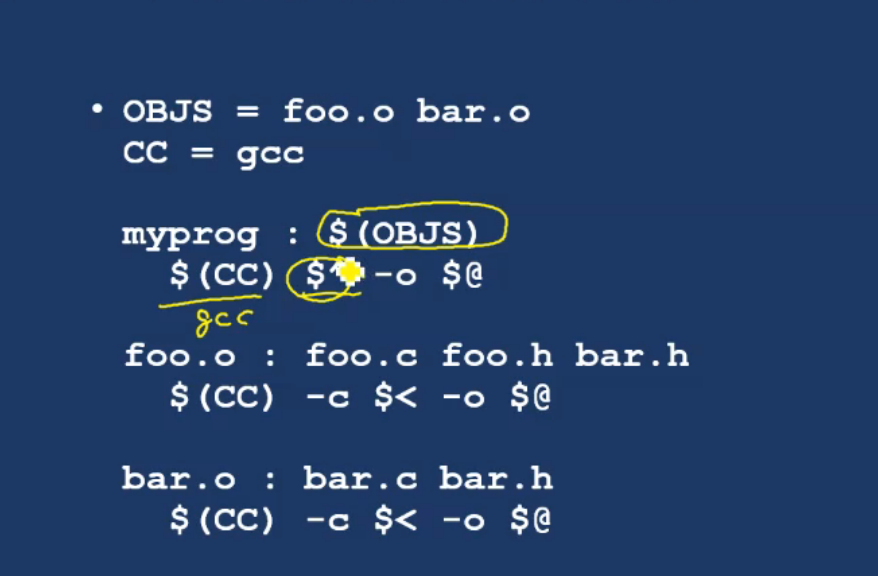 • OBJS = foo.o bar.o
CC = gcc
myprog : $(OBJS)
$(CC) $^ -o $@
gcc
foo.o : foo.c foo.h bar.h
$(CC) -c $< -o $@
bar.o : bar.c bar.h
$(CC) -c $< -o $@